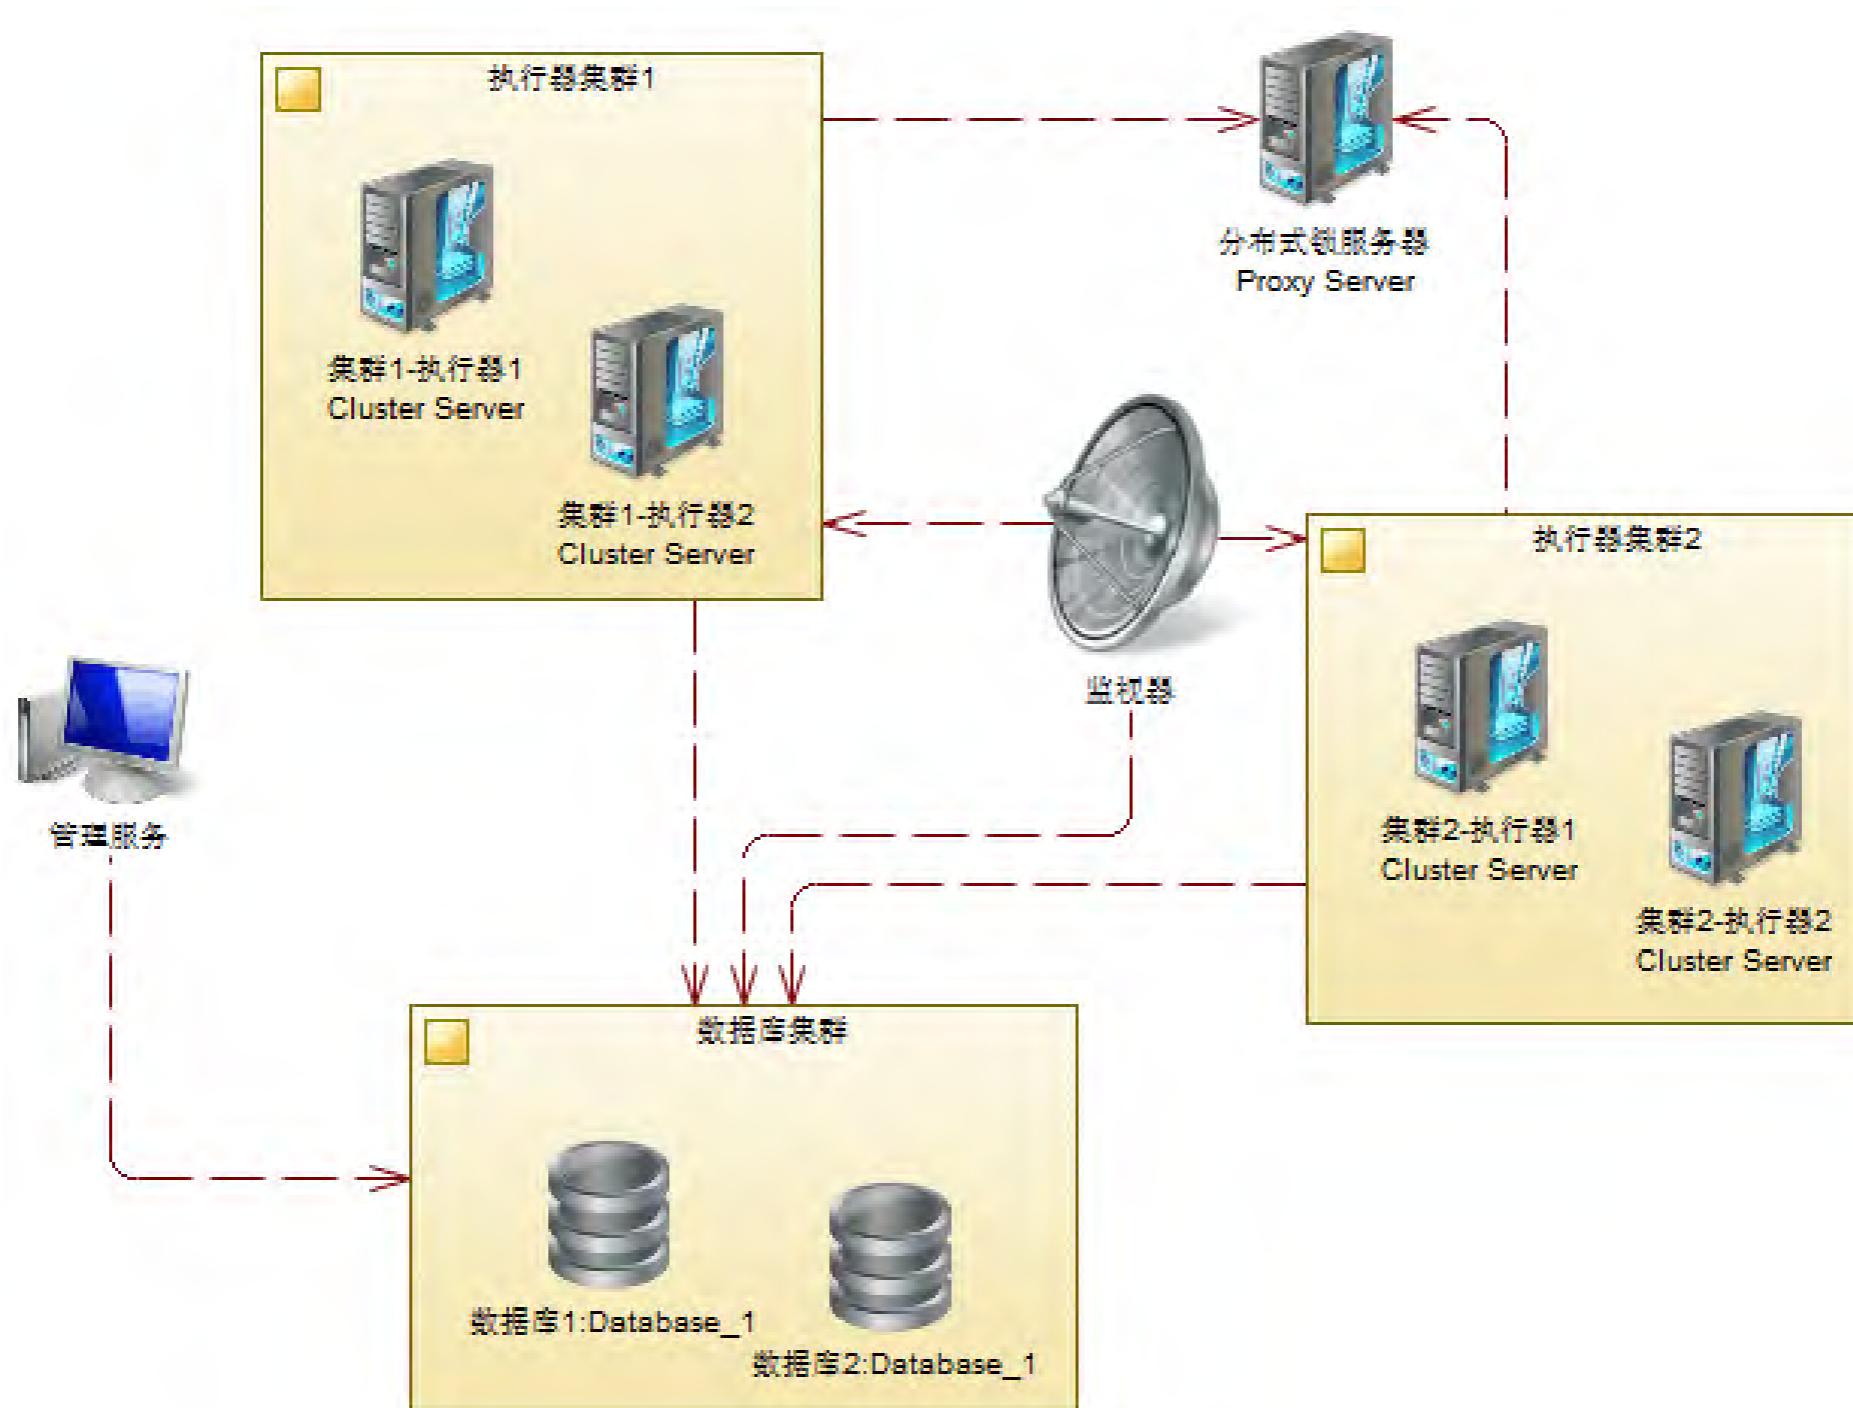 执行器集群1
集群1-执行器1
Cluster Server
集群1-执行器2
Cluster Server
分布式锁服务器
Proxy Server
监视器
执行器集群2
集群2-执行器1
Cluster Server
集群2-执行器2
Cluster Server
管理服务
数据库集群
数据库1:Database_1
数据库2:Database_1